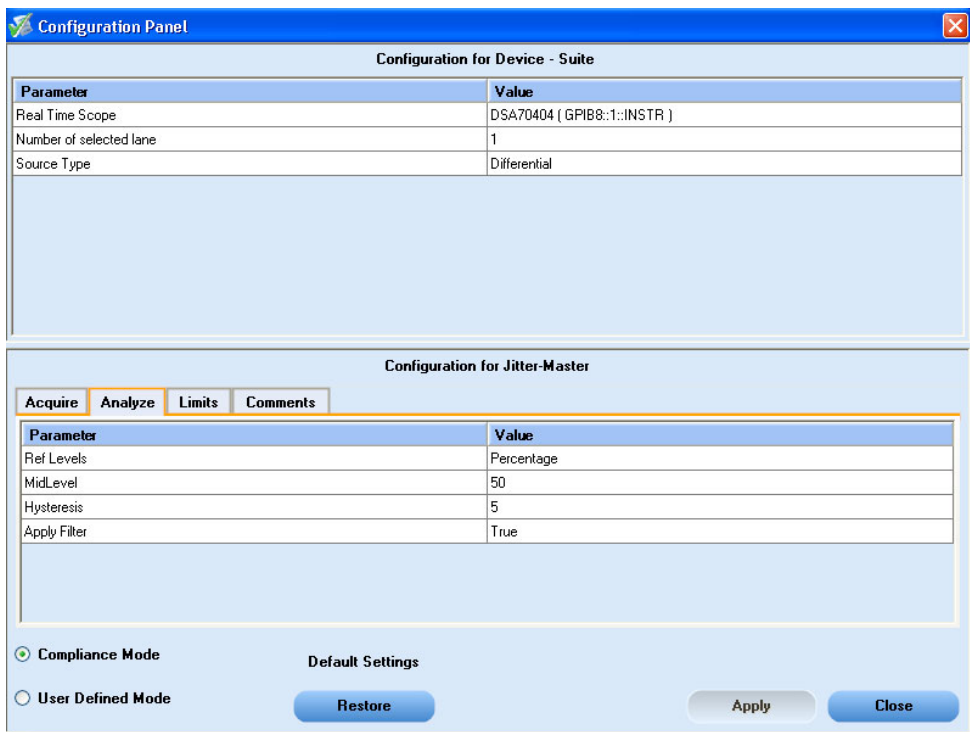 Configuration Panel
Configuration for Device - Suite
Parameter Value
Real Time Scope DSA70404 ( GPIB8::1::INSTR )
Number of selected lane 1
Source Type Differential
Configuration for Jitter-Master
Acquire Analyze Limits Comments
Parameter Value
Ref Levels Percentage
MidLevel 50
Hysteresis 5
Apply Filter True
Compliance Mode
Default Settings
User Defined Mode
Restore Apply Close